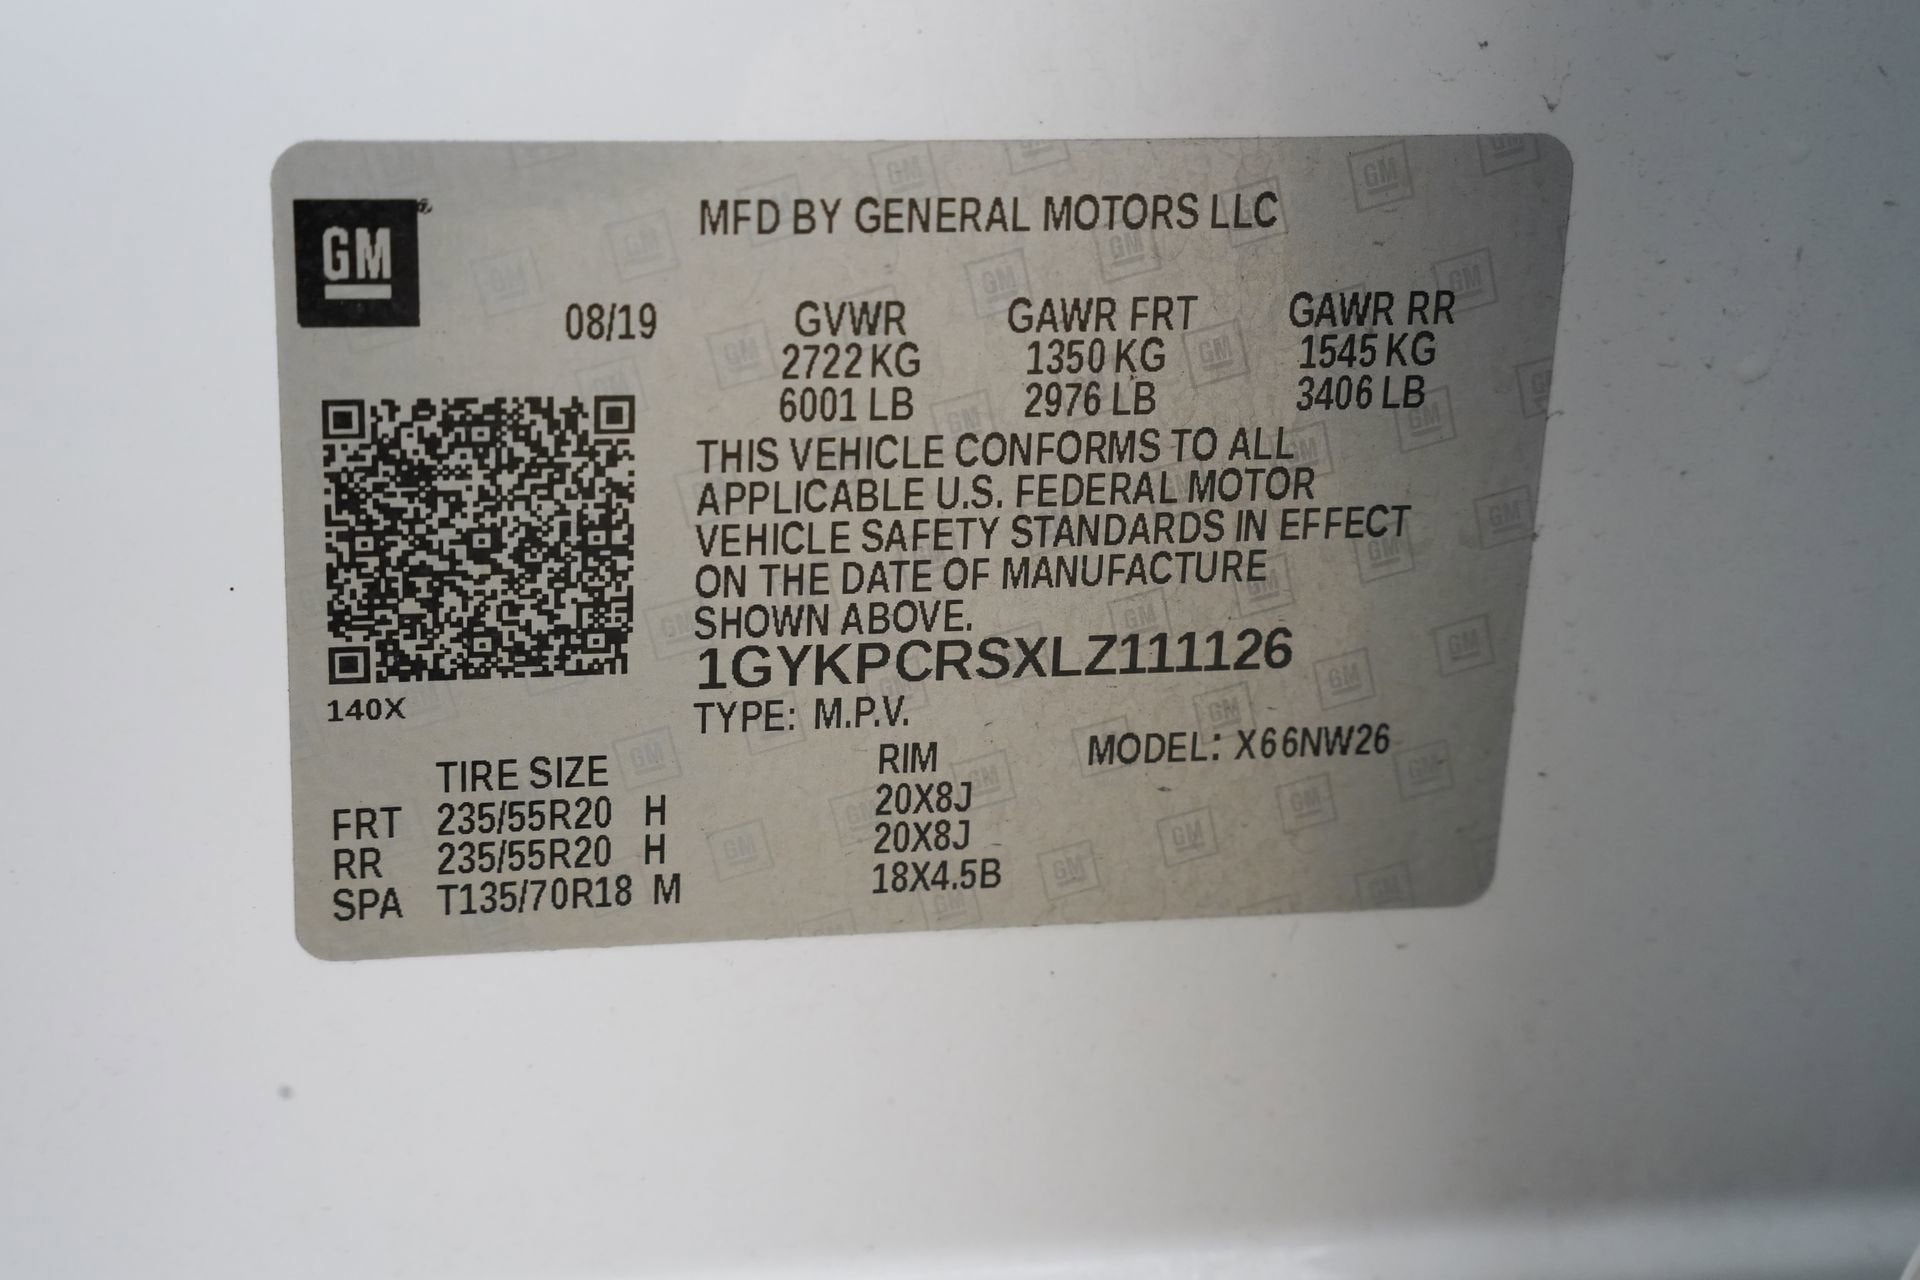 GM
MFD BY GENERAL MOTORS LLC
08/19 GVWR GAWR FRT GAWR RR
2722 KG 1350 KG 1545 KG
6001 LB 2976 LB 3406 LB
THIS VEHICLE CONFORMS TO ALL
APPLICABLE U.S. FEDERAL MOTOR
VEHICLE SAFETY STANDARDS IN EFFECT
ON THE DATE OF MANUFACTURE
SHOWN ABOVE.
1GYKPCRSXLZ111126
140X
TYPE: M.P.V.
MODEL: X66NW26
TIRE SIZE RIM
FRT 235/55R20 H 20X8J
RR 235/55R20 H 20X8J
SPA T135/70R18 M 18X4.5B